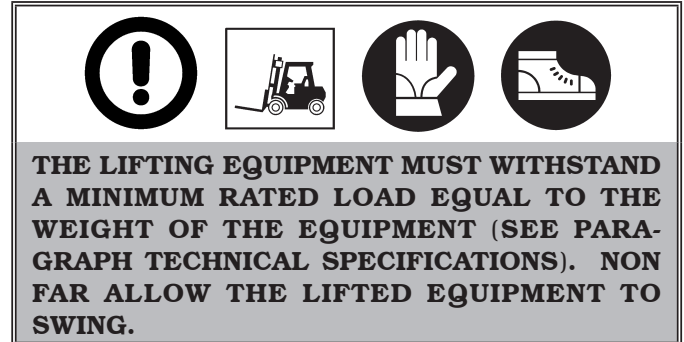 THE LIFTING EQUIPMENT MUST WITHSTAND
A MINIMUM RATED LOAD EQUAL TO THE
WEIGHT OF THE EQUIPMENT (SEE PARA-
GRAPH TECHNICAL SPECIFICATIONS). NON
FAR ALLOW THE LIFTED EQUIPMENT TO
SWING.